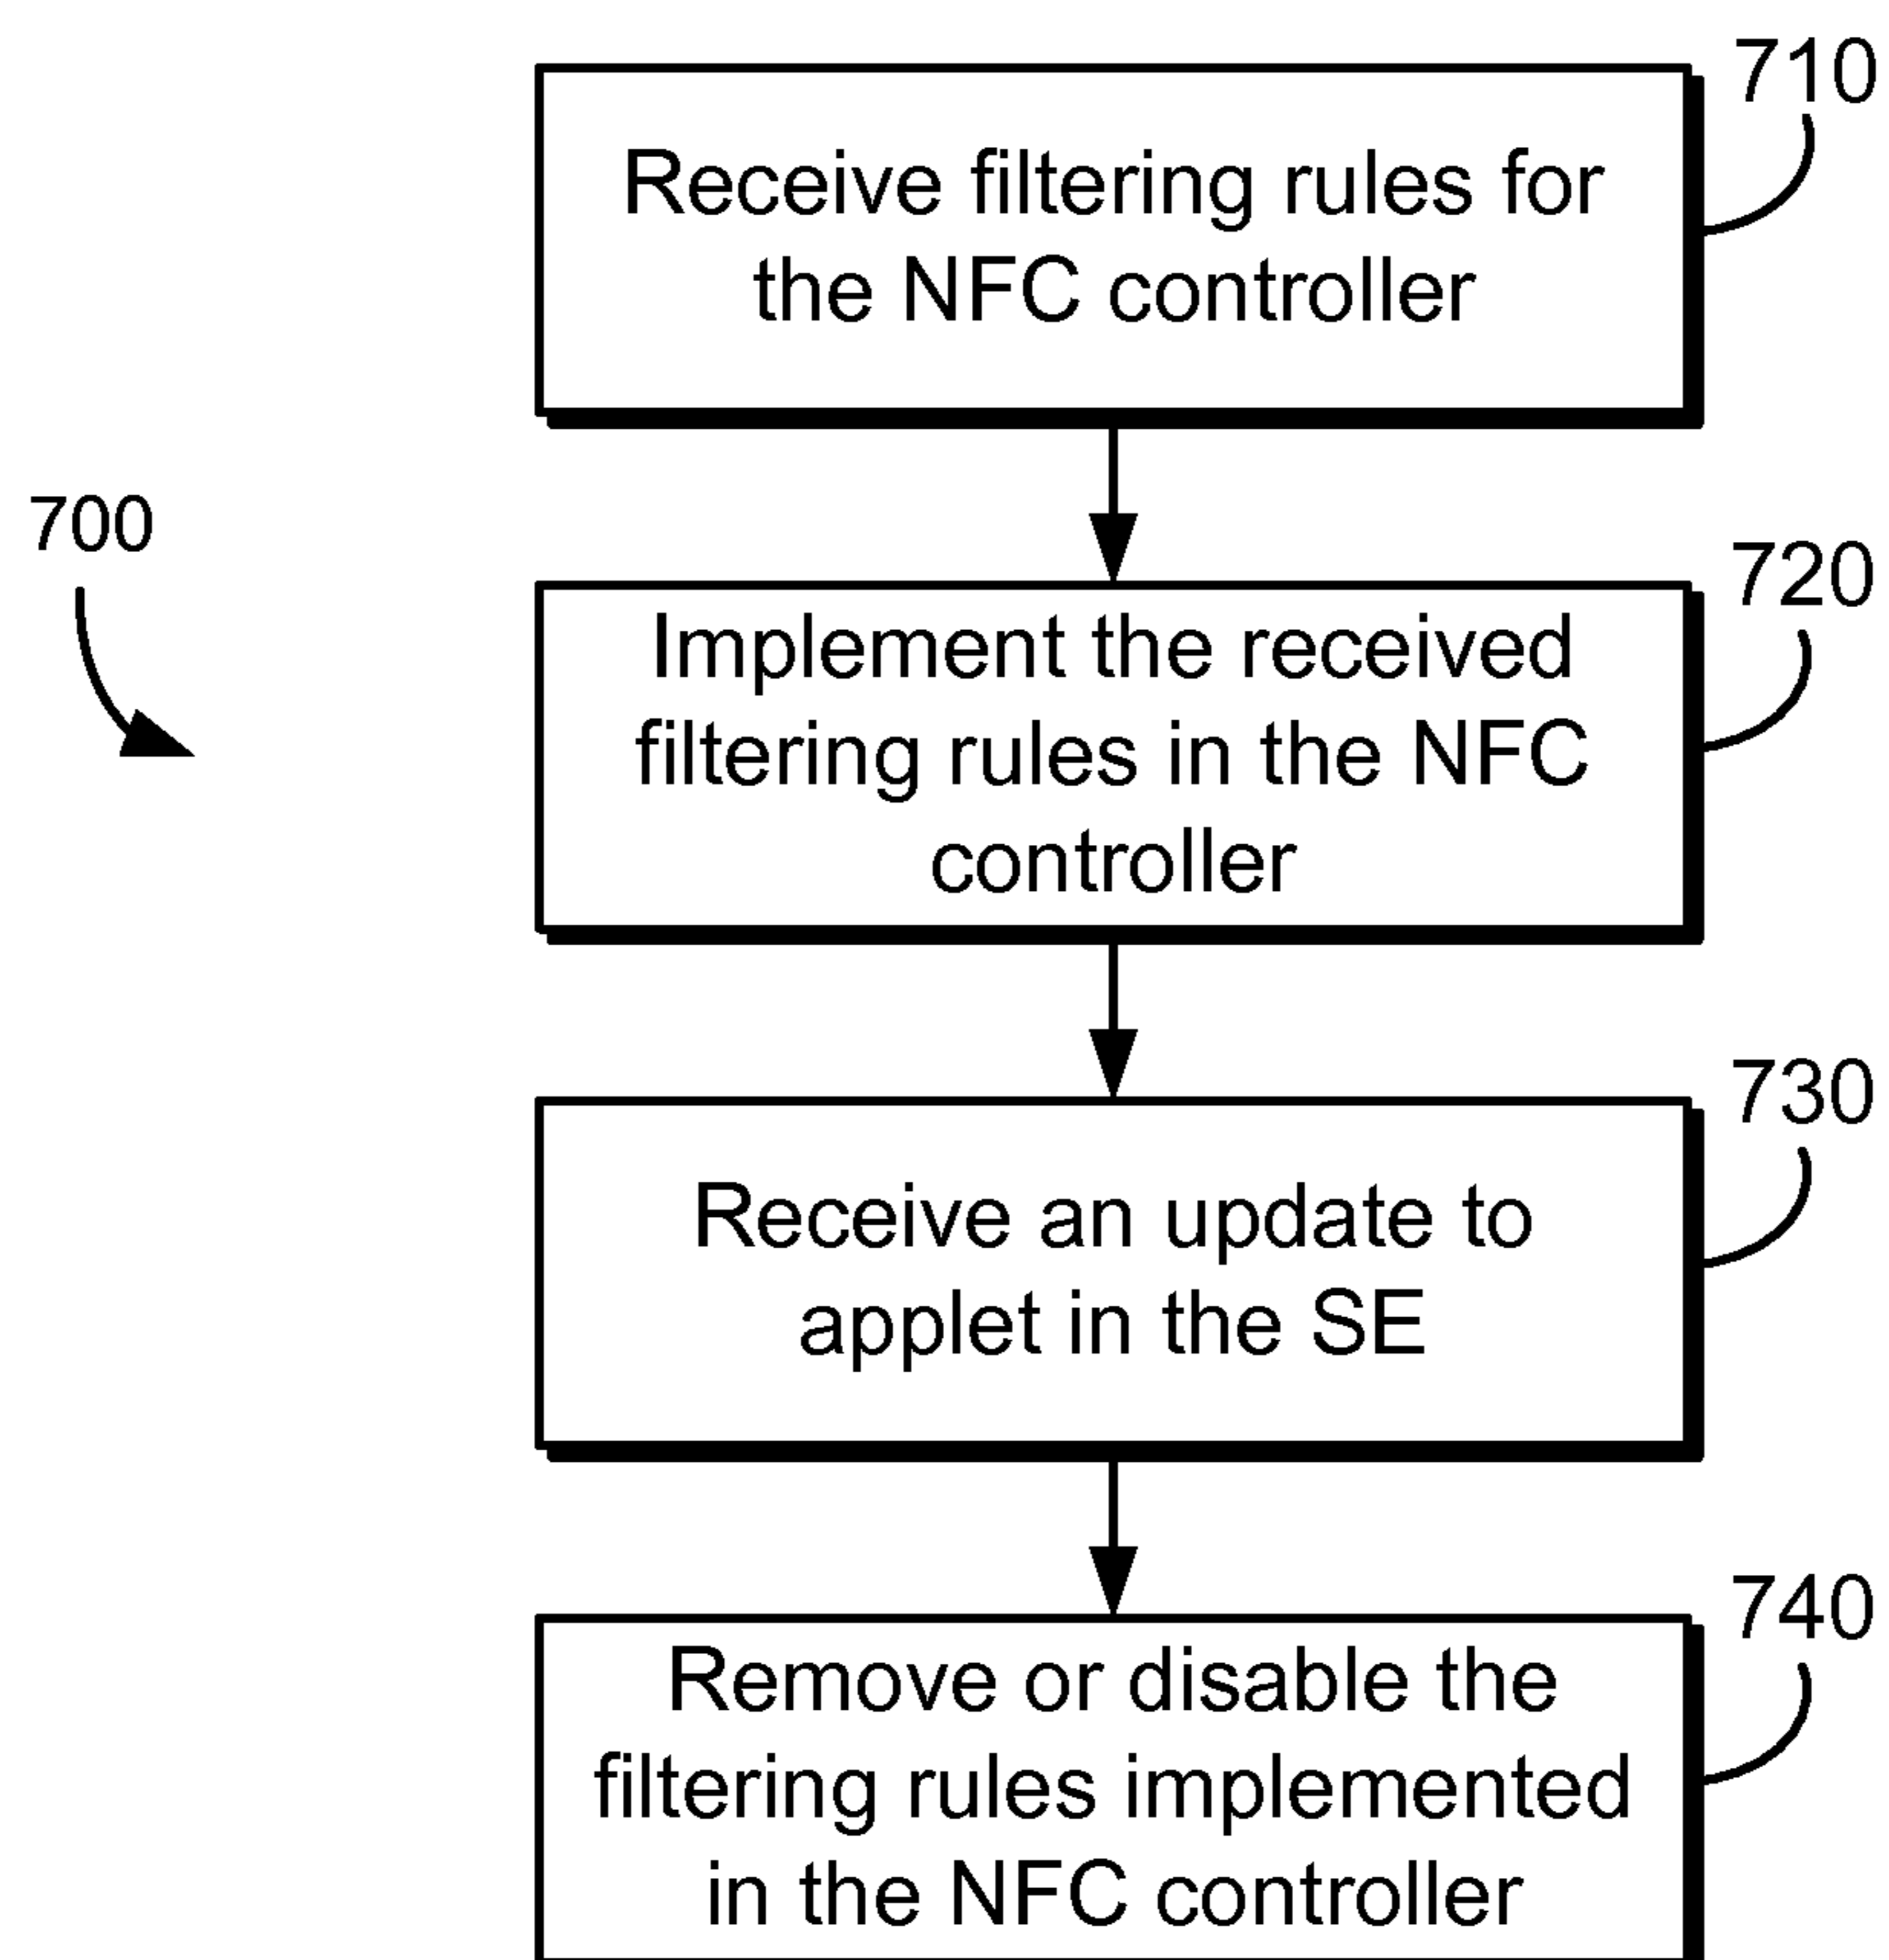 710
Receive filtering rules for
the NFC controller
700
720
Implement the received
filtering rules in the NFC
controller
730
Receive an update to
applet in the SE
740
Remove or disable the
filtering rules implemented
in the NFC controller